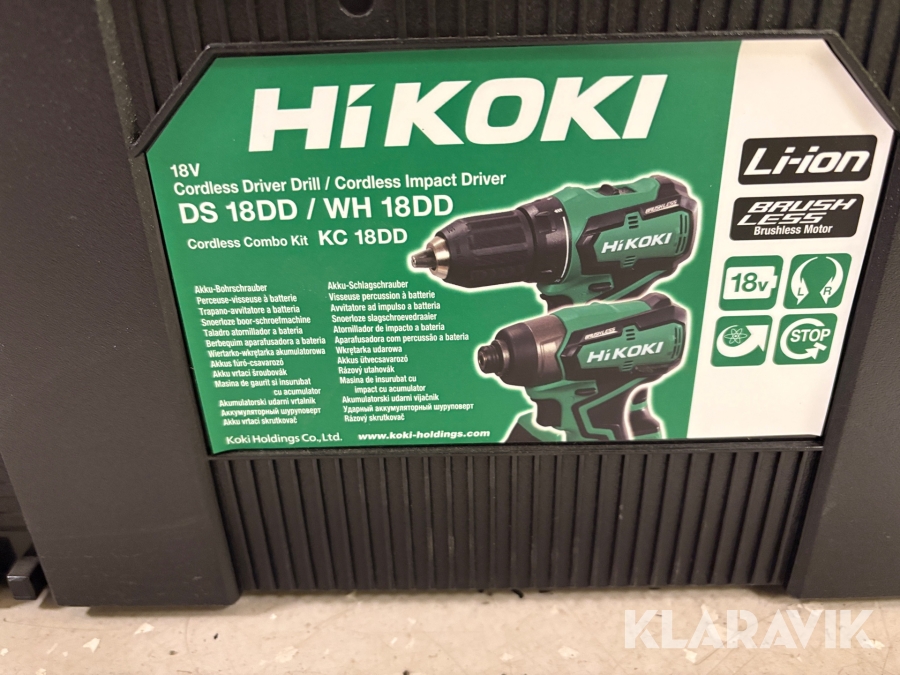 HiKOKI
18V
Cordless Driver Drill / Cordless Impact Driver
DS 18DD / WH 18DD
Cordless Combo Kit KC 18DD
Akku-Bohrschrauber
Perceuse-visseuse à batterie
Trapano-avvitatore a batteria
Snoerloze boor-schroefmachine
Taladro atornillador a batería
Berbequim aparafusadora a bateria
Wiertarko-wkrętarka akumulatorowa
Akkus fúró-csavarozó
Aku vrtací šroubovák
Masina de gaurit si insurubat
cu acumulator
Akumulatorski udarni vrtalnik
Аккумуляторный шуруповерт
Aku vrtací skrutkovač
Akku-Schlagschrauber
Visseuse percussion à batterie
Avvitatore ad impulso a batteria
Snoerloze slagschroevedraaier
Atornillador de impacto a batería
Aparafusadora com percussão a bateria
Wkrętarka udarowa
Akkus ütvecsavarozó
Rázový utahovák
Masina de insurubat cu
impact cu acumulator
Akumulatorski udarni vijačnik
Ударный аккумуляторный шуруповерт
Rázový skrutkovač
Koki Holdings Co., Ltd. www.koki-holdings.com
BRUSHLESS
HiKOKI
BRUSHLESS
HiKOKI
Li-ion
BRUSH
LESS
Brushless Motor
18v
L R
STOP
KLARAVIK